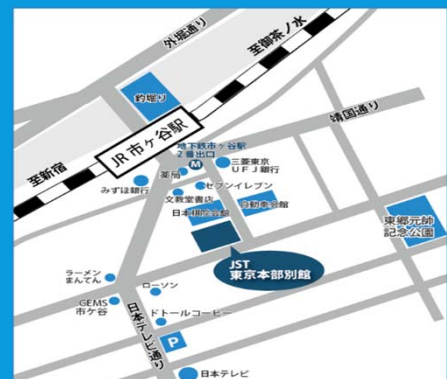 外堀通り
至御茶ノ水
釣堀り
靖国通り
JR 市ヶ谷駅
地下鉄市ヶ谷駅
2番出口
M
至新宿
薬局
三菱東京
UFJ銀行
みずほ銀行
セブンイレブン
文教堂書店
自動車会館
日本棋院会館
東郷元帥
記念公園
JST
東京本部別館
ラーメン
まんてん
ローソン
GEMS
市ケ谷
ドトールコーヒー
日本テレビ通り
P
日本テレビ